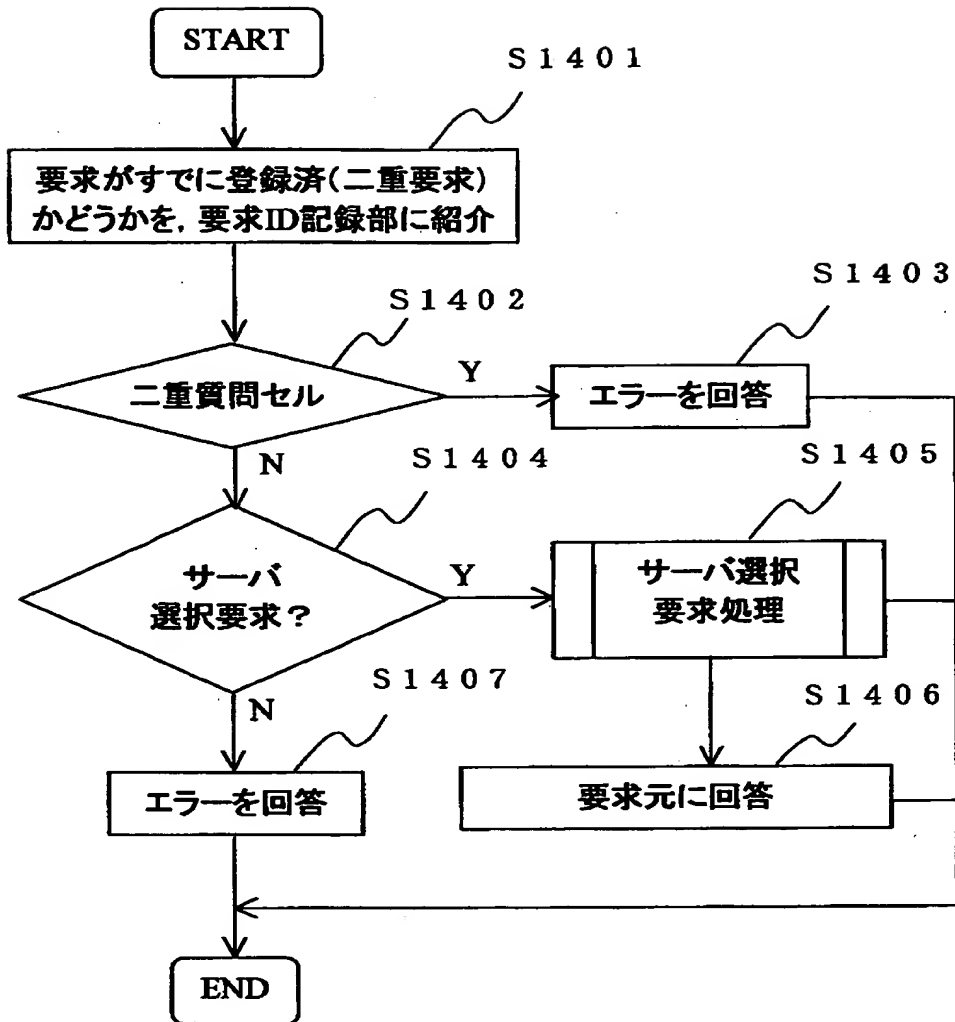 START
S1401
要求がすでに登録済(二重要求)
かどうかを,要求ID記録部に紹介
S1402
S1403
二重質問セル
Y
エラーを回答
N
S1404
S1405
サーバ
選択要求?
Y
サーバ選択
要求処理
N
S1407
S1406
エラーを回答
要求元に回答
END